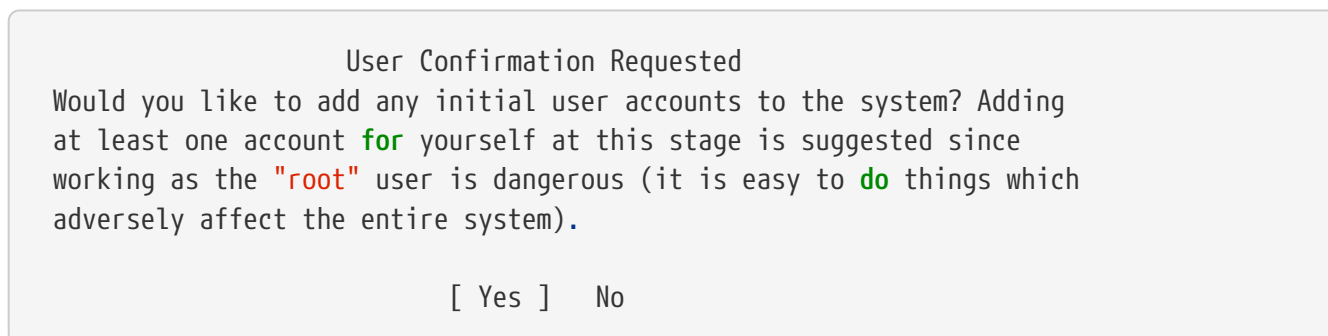 User Confirmation Requested
Would you like to add any initial user accounts to the system? Adding
at least one account for yourself at this stage is suggested since
working as the "root" user is dangerous (it is easy to do things which
adversely affect the entire system).
[ Yes ] No